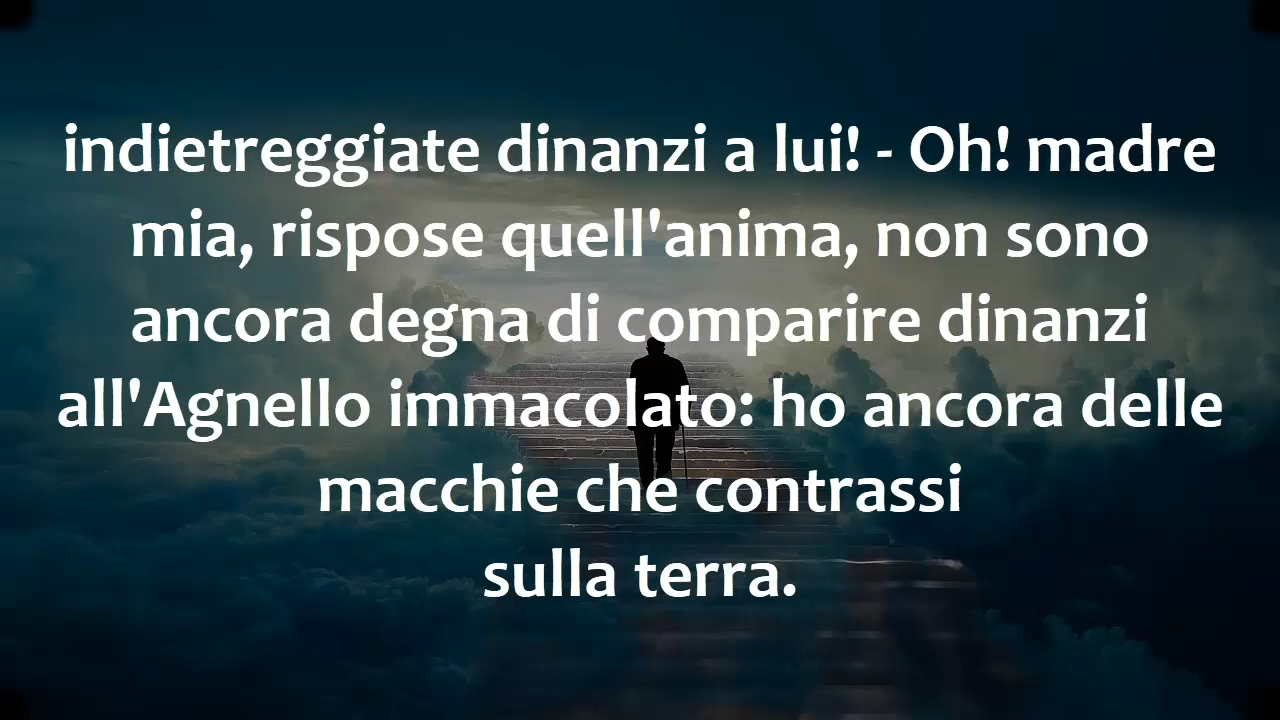 indietreggiate dinanzi a lui! - Oh! madre
mia, rispose quell'anima, non sono
ancora degna di comparire dinanzi
all'Agnello immacolato: ho ancora delle
macchie che contrassi
sulla terra.